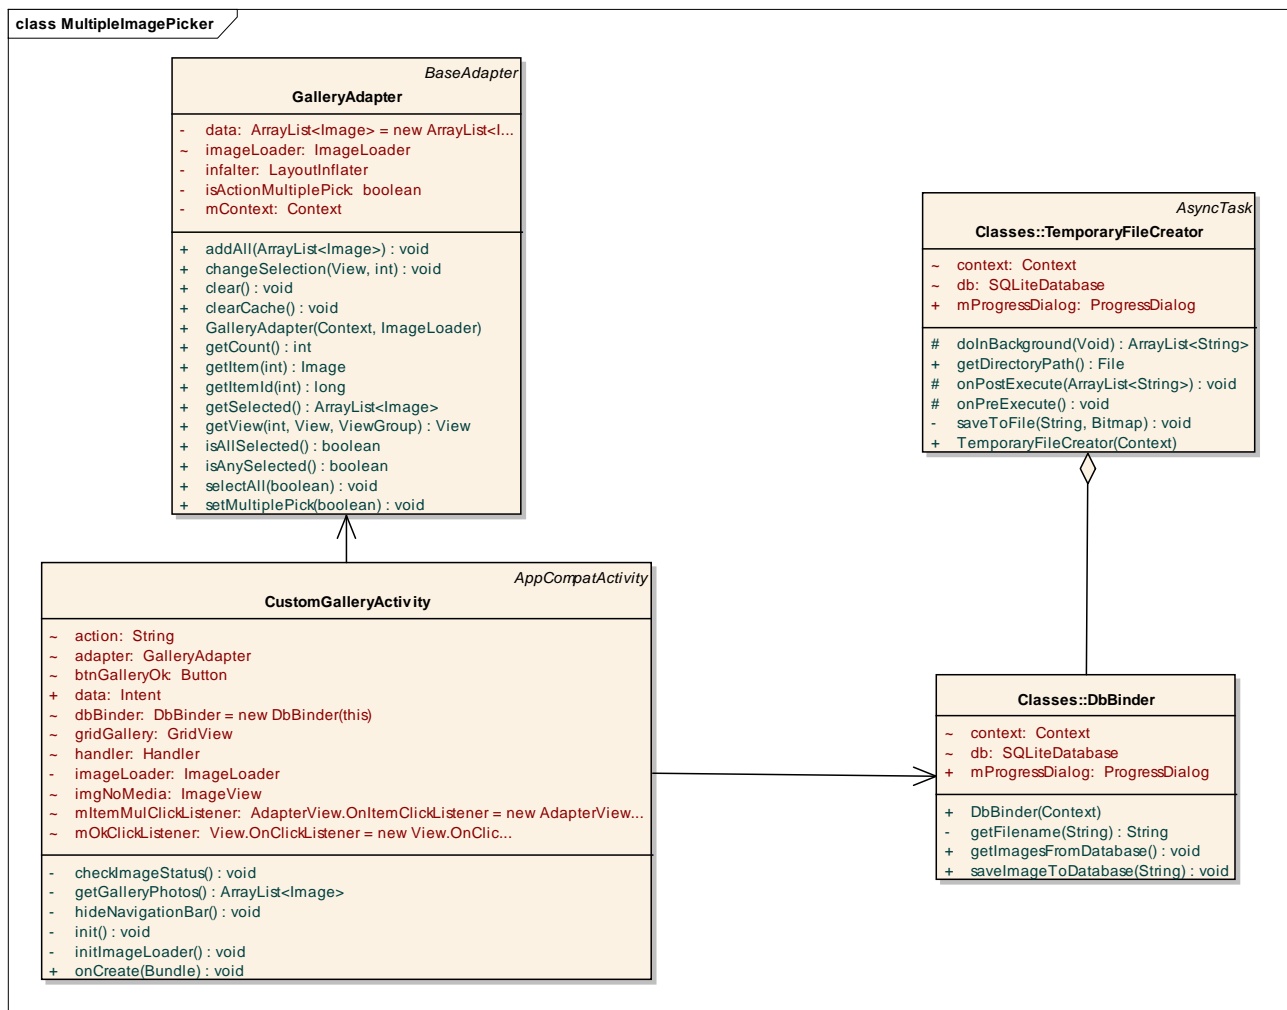 class MultipleImagePicker
BaseAdapter
GalleryAdapter
- data: ArrayList<Image> = new ArrayList<I...
~ imageLoader: ImageLoader
- infalter: LayoutInflater
- isActionMultiplePick: boolean
- mContext: Context
+ addAll(ArrayList<Image>) : void
+ changeSelection(View, int) : void
+ clear() : void
+ clearCache() : void
+ GalleryAdapter(Context, ImageLoader)
+ getCount() : int
+ getItem(int) : Image
+ getItemId(int) : long
+ getSelected() : ArrayList<Image>
+ getView(int, View, ViewGroup) : View
+ isAllSelected() : boolean
+ isAnySelected() : boolean
+ selectAll(boolean) : void
+ setMultiplePick(boolean) : void
AsyncTask
Classes::TemporaryFileCreator
~ context: Context
~ db: SQLiteDatabase
+ mProgressDialog: ProgressDialog
# doInBackground(Void) : ArrayList<String>
+ getDirectoryPath() : File
# onPostExecute(ArrayList<String>) : void
# onPreExecute() : void
- saveToFile(String, Bitmap) : void
+ TemporaryFileCreator(Context)
AppCompatActivity
CustomGalleryActivity
~ action: String
~ adapter: GalleryAdapter
~ btnGalleryOk: Button
+ data: Intent
~ dbBinder: DbBinder = new DbBinder(this)
~ gridGallery: GridView
~ handler: Handler
- imageLoader: ImageLoader
~ imgNoMedia: ImageView
~ mItemMulClickListener: AdapterView.OnItemClickListener = new AdapterView...
~ mOkClickListener: View.OnClickListener = new View.OnClic...
- checkImageStatus() : void
- getGalleryPhotos() : ArrayList<Image>
- hideNavigationBar() : void
- init() : void
- initImageLoader() : void
+ onCreate(Bundle) : void
Classes::DbBinder
~ context: Context
~ db: SQLiteDatabase
+ mProgressDialog: ProgressDialog
+ DbBinder(Context)
- getFilename(String) : String
+ getImagesFromDatabase() : void
+ saveImageToDatabase(String) : void